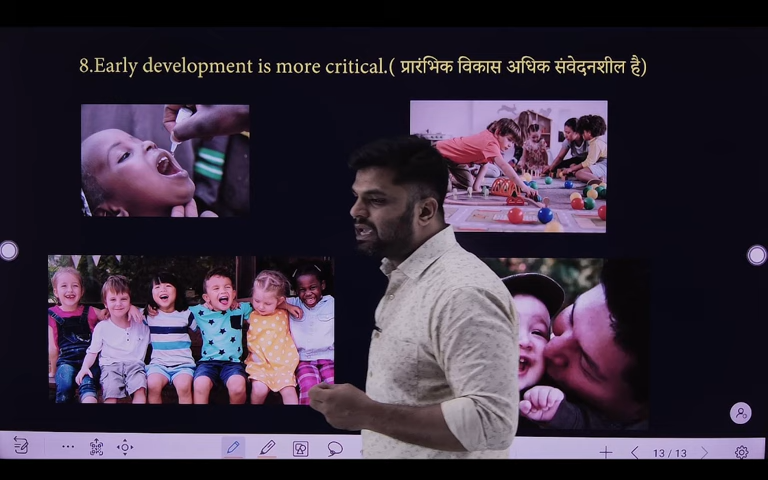 8.Early development is more critical.( प्रारंभिक विकास अधिक संवेदनशील है)
13 / 13